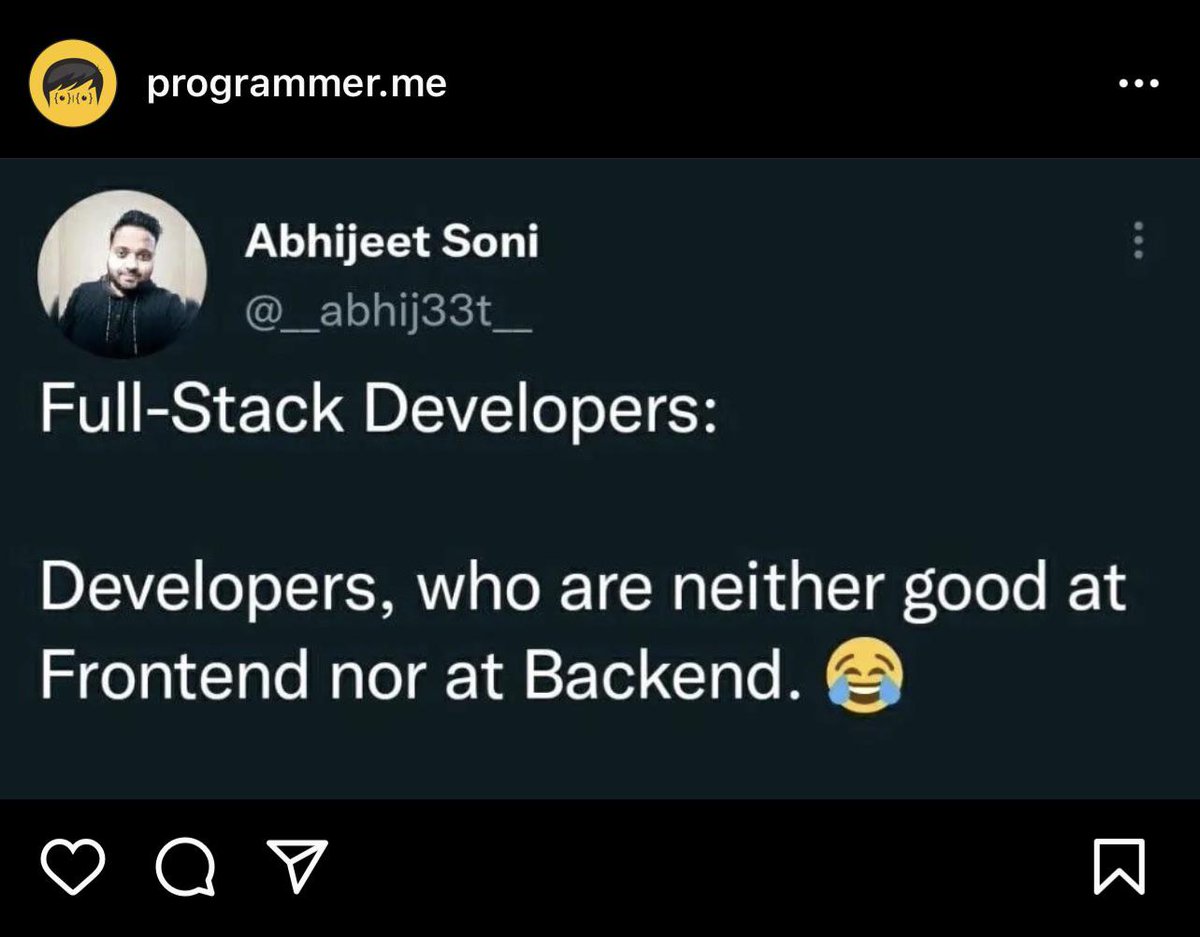 programmer.me
Abhijeet Soni
@__abhij33t__
Full-Stack Developers:
Developers, who are neither good at
Frontend nor at Backend. 😂